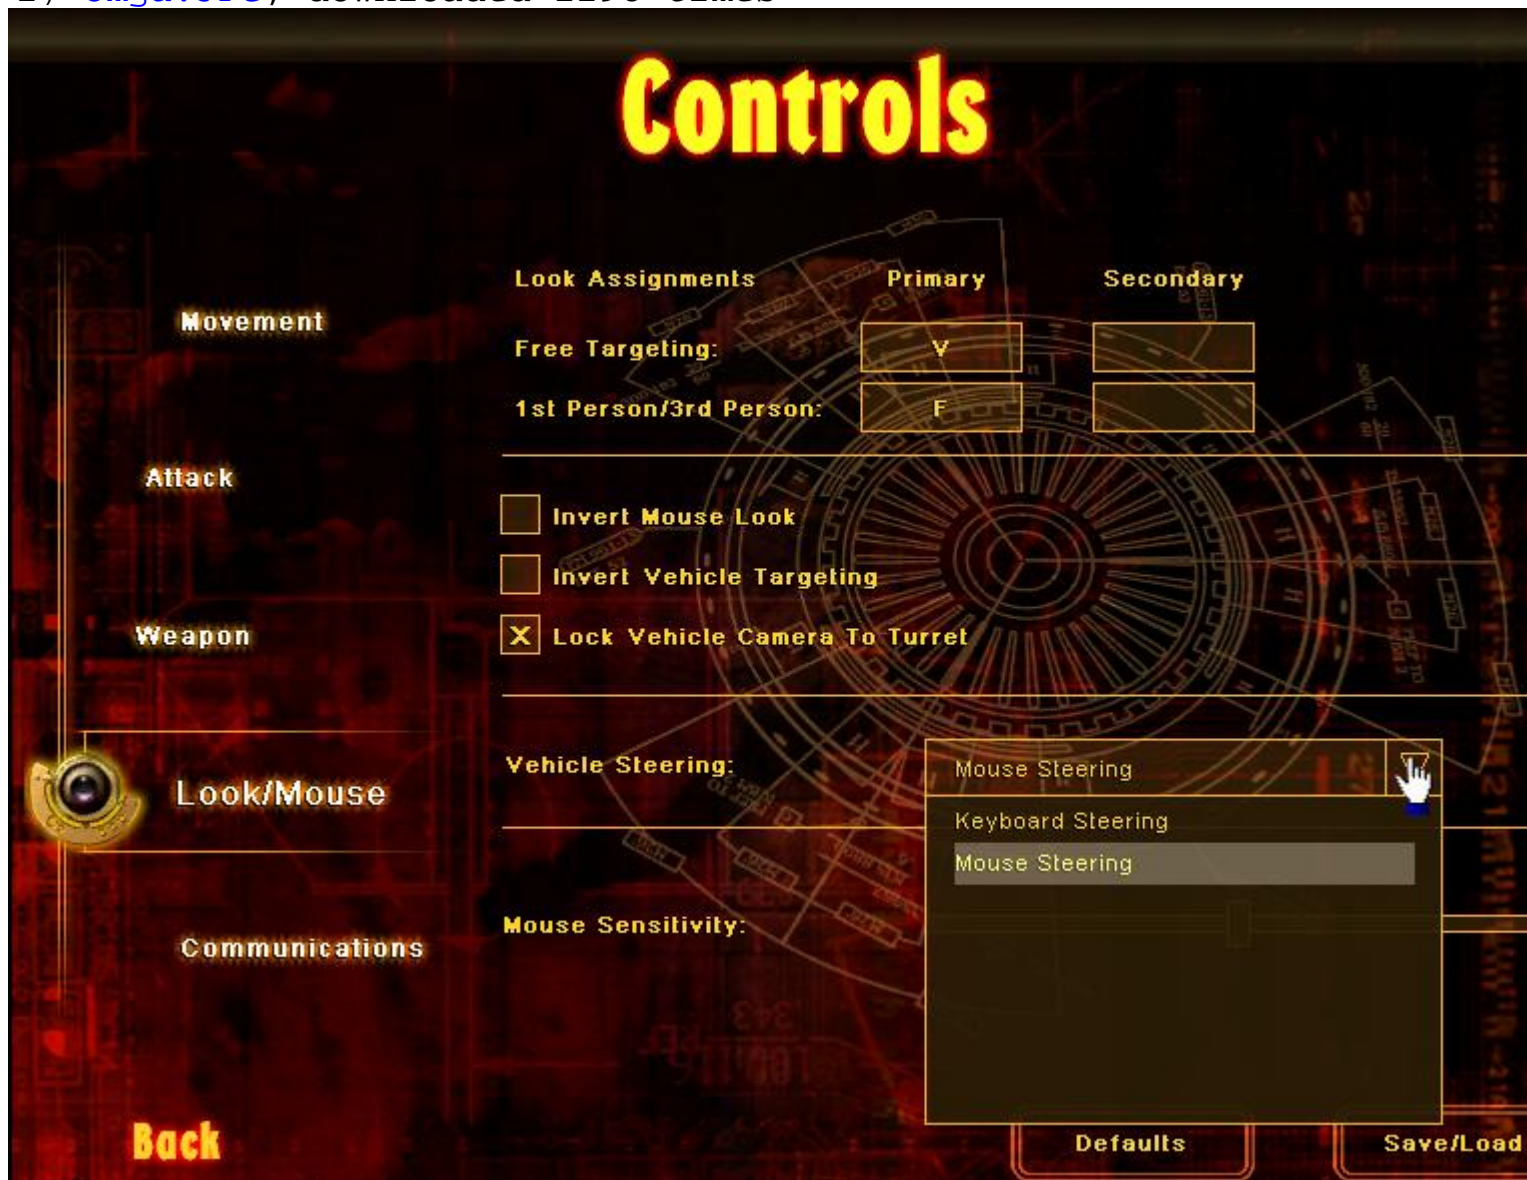 Controls
Look Assignments Primary Secondary
Movement
Free Targeting: V
1st Person/3rd Person: F
Attack
Invert Mouse Look
Invert Vehicle Targeting
Weapon
X Lock Vehicle Camera To Turret
Vehicle Steering: Mouse Steering
Look/Mouse
Keyboard Steering
Mouse Steering
Mouse Sensitivity:
Communications
Back
Defaults
Save/Load